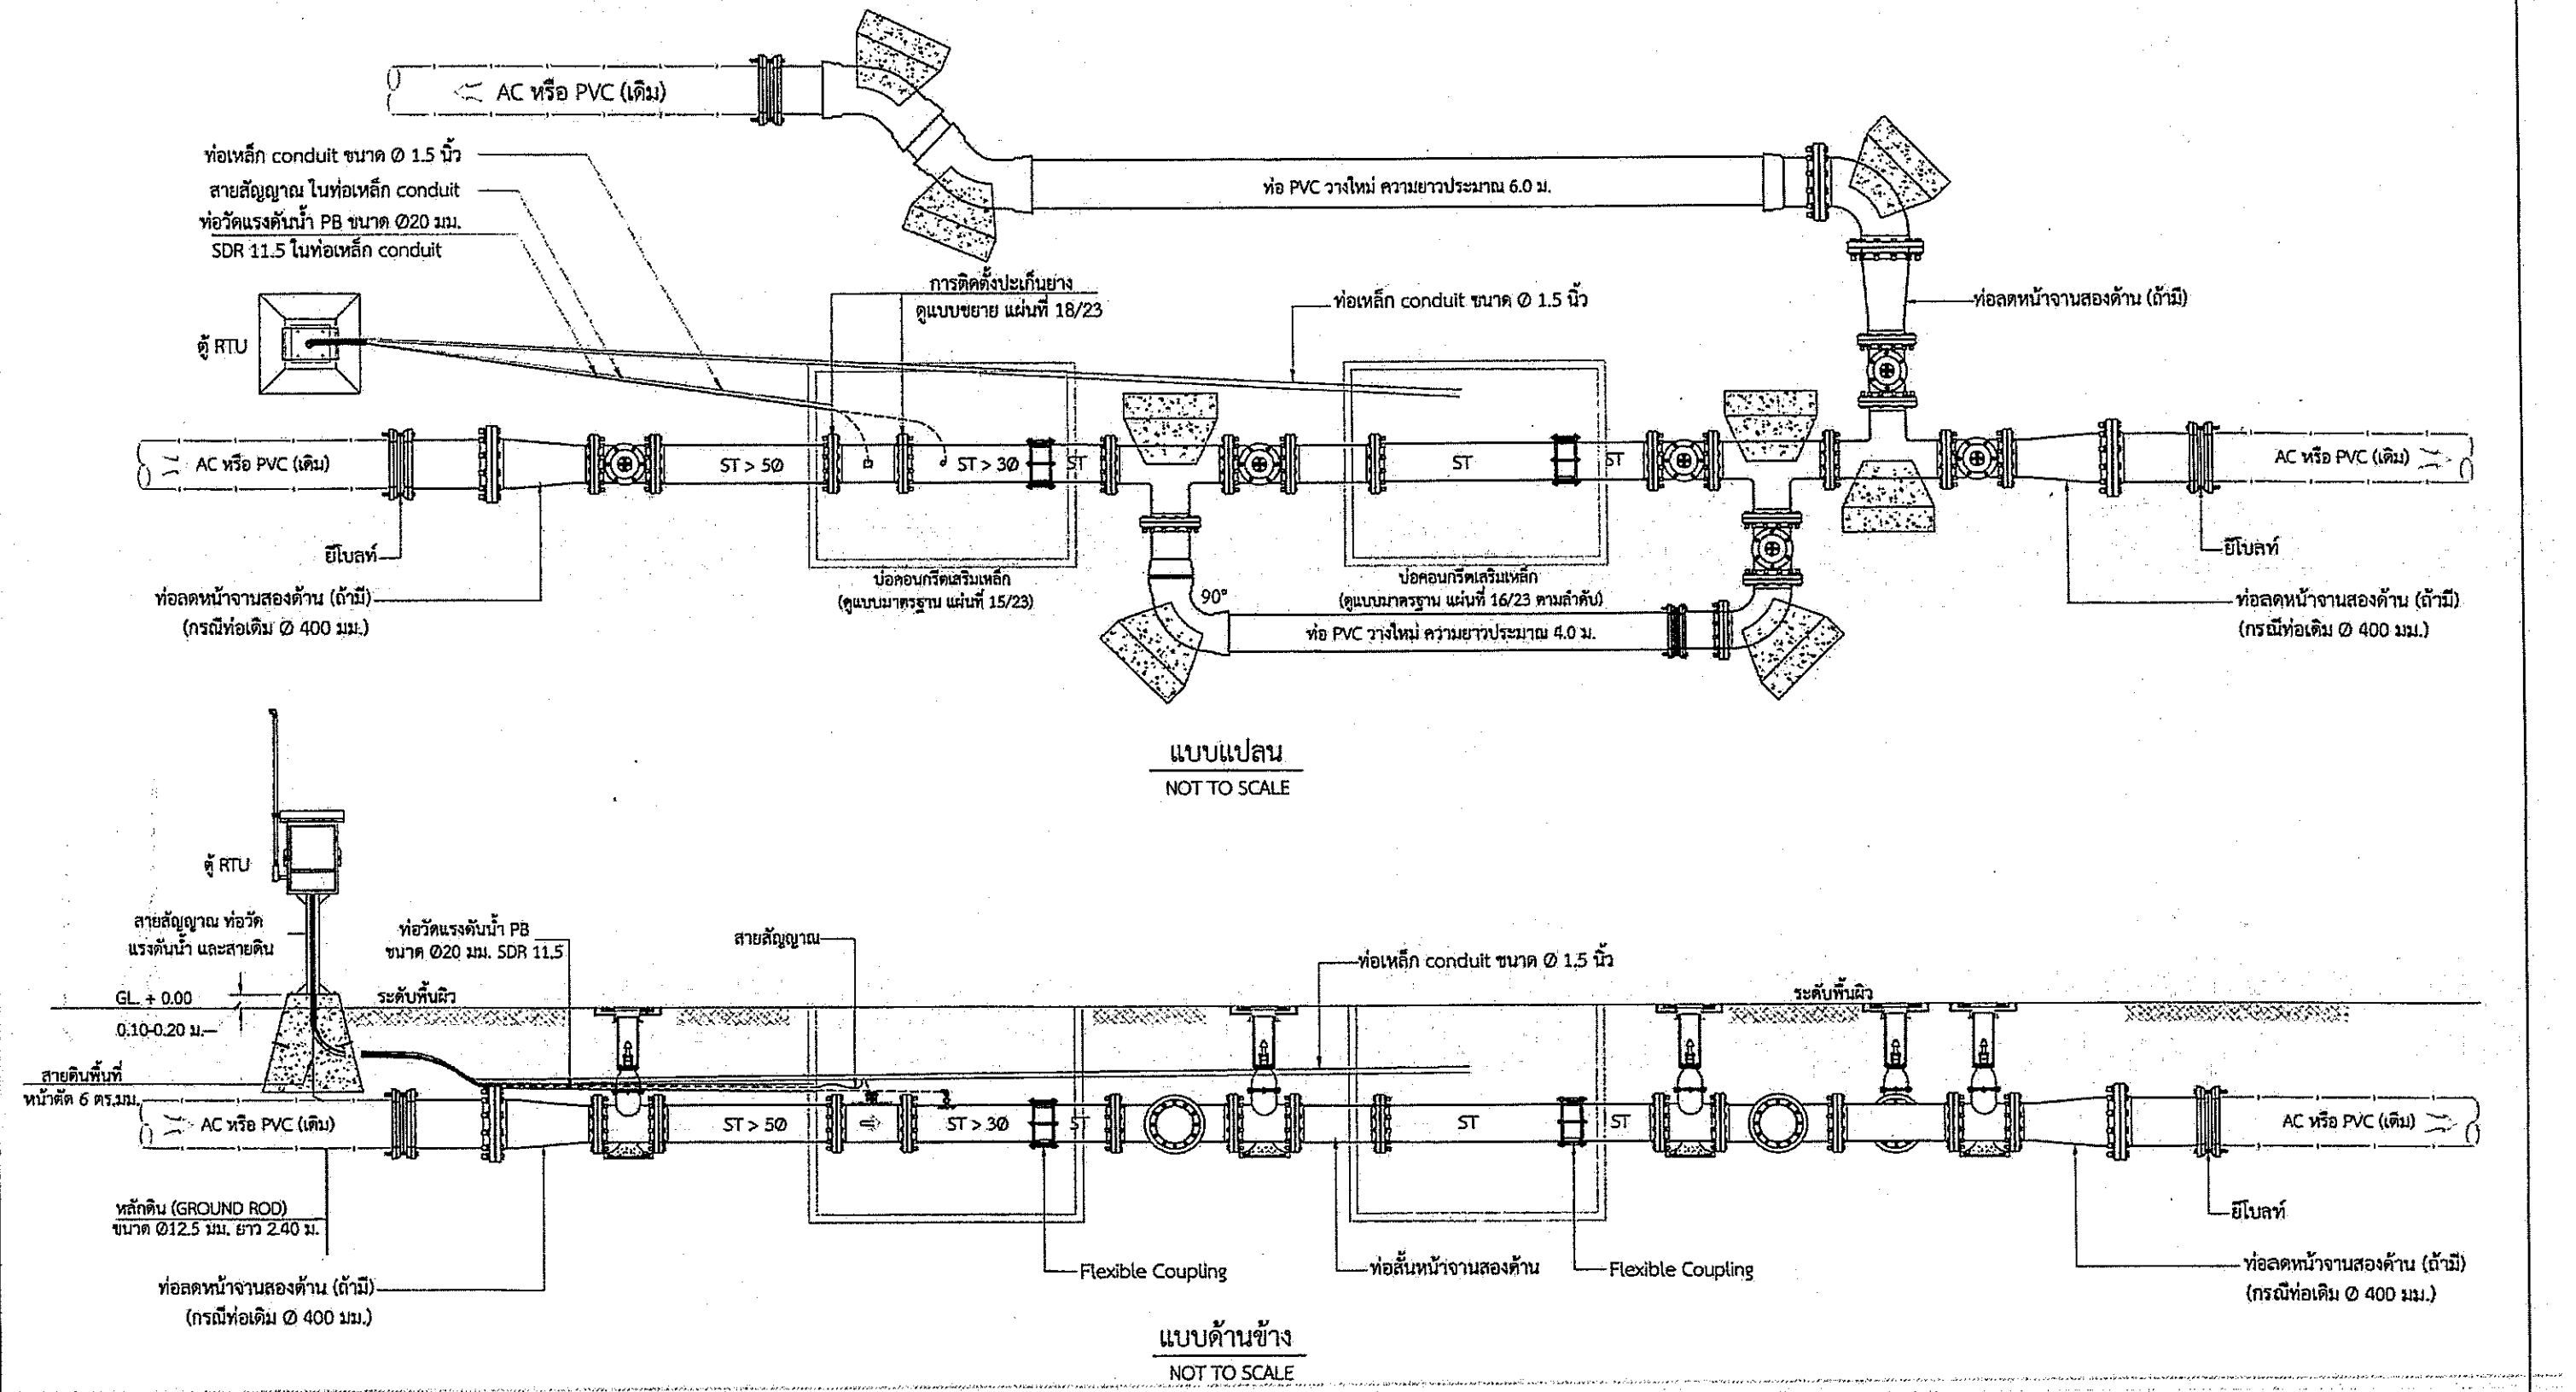 AC หรือ PVC (เดิม)
ท่อเหล็ก conduit ขนาด Ø 1.5 นิ้ว
สายสัญญาณ ในท่อเหล็ก conduit
ท่อวัดแรงดันน้ำ PB ขนาด Ø20 มม.
SDR 11.5 ในท่อเหล็ก conduit
ท่อ PVC วางใหม่ ความยาวประมาณ 6.0 ม.
การติดตั้งปะเก็นยาง
ดูแบบขยาย แผ่นที่ 18/23
ท่อเหล็ก conduit ขนาด Ø 1.5 นิ้ว
ท่อลดหน้าจานสองด้าน (ถ้ามี)
ตู้ RTU
AC หรือ PVC (เดิม)
ST > 5Ø
ST > 3Ø
ST
ST
ST
AC หรือ PVC (เดิม)
ยีโบลท์
ท่อลดหน้าจานสองด้าน (ถ้ามี)
(กรณีท่อเดิม Ø 400 มม.)
บ่อคอนกรีตเสริมเหล็ก
(ดูแบบมาตรฐาน แผ่นที่ 15/23)
90°
บ่อคอนกรีตเสริมเหล็ก
(ดูแบบมาตรฐาน แผ่นที่ 16/23 ตามลำดับ)
ท่อ PVC วางใหม่ ความยาวประมาณ 4.0 ม.
ยีโบลท์
ท่อลดหน้าจานสองด้าน (ถ้ามี)
(กรณีท่อเดิม Ø 400 มม.)
แบบแปลน
NOT TO SCALE
ตู้ RTU
สายสัญญาณ ท่อวัด
แรงดันน้ำ และสายดิน
ท่อวัดแรงดันน้ำ PB
ขนาด Ø20 มม. SDR 11.5
สายสัญญาณ
ท่อเหล็ก conduit ขนาด Ø 1.5 นิ้ว
GL. + 0.00
ระดับพื้นผิว
ระดับพื้นผิว
0.10-0.20 ม.
สายดินพื้นที่
หน้าตัด 6 ตร.มม.
AC หรือ PVC (เดิม)
ST > 5Ø
ST > 3Ø
ST
ST
ST
AC หรือ PVC (เดิม)
หลักดิน (GROUND ROD)
ขนาด Ø12.5 มม. ยาว 2.40 ม.
ท่อลดหน้าจานสองด้าน (ถ้ามี)
(กรณีท่อเดิม Ø 400 มม.)
Flexible Coupling
ท่อสั้นหน้าจานสองด้าน
Flexible Coupling
ยีโบลท์
ท่อลดหน้าจานสองด้าน (ถ้ามี)
(กรณีท่อเดิม Ø 400 มม.)
แบบด้านข้าง
NOT TO SCALE